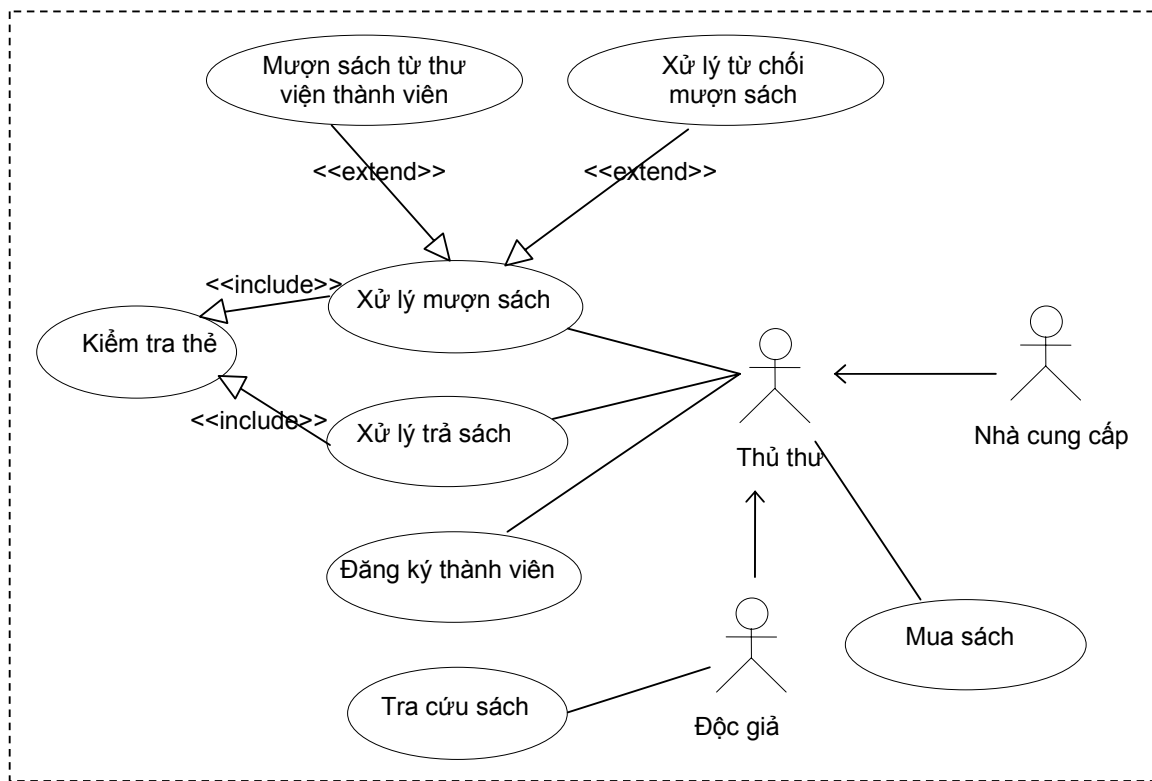 Mượn sách từ thư
viện thành viên
Xử lý từ chối
mượn sách
<<extend>>
<<extend>>
<<include>>
Xử lý mượn sách
Kiểm tra thẻ
<<include>>
Xử lý trả sách
Thủ thư
Nhà cung cấp
Đăng ký thành viên
Mua sách
Tra cứu sách
Độc giả